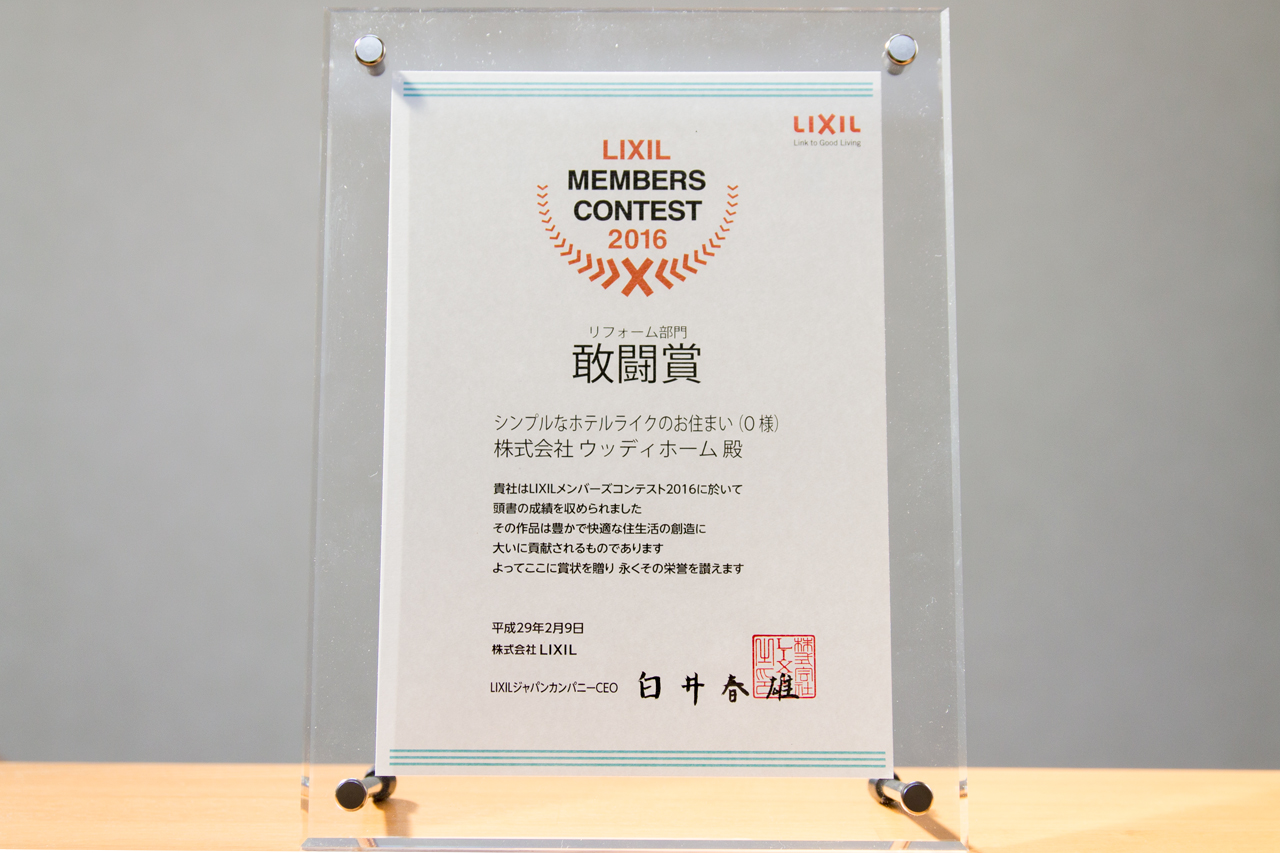 LIXIL
Link to Good Living
LIXIL
MEMBERS
CONTEST
2016
リフォーム部門
敢闘賞
シンプルなホテルライクのお住まい（O 様）
株式会社 ウッディホーム 殿
貴社はLIXILメンバーズコンテスト2016に於いて
頭書の成績を収められました
その作品は豊かで快適な住生活の創造に
大いに貢献されるものであります
よってここに賞状を贈り 永くその栄誉を讃えます
平成29年2月9日
株式会社 LIXIL
LIXILジャパンカンパニーCEO 白井春雄
株式会社
LIXIL